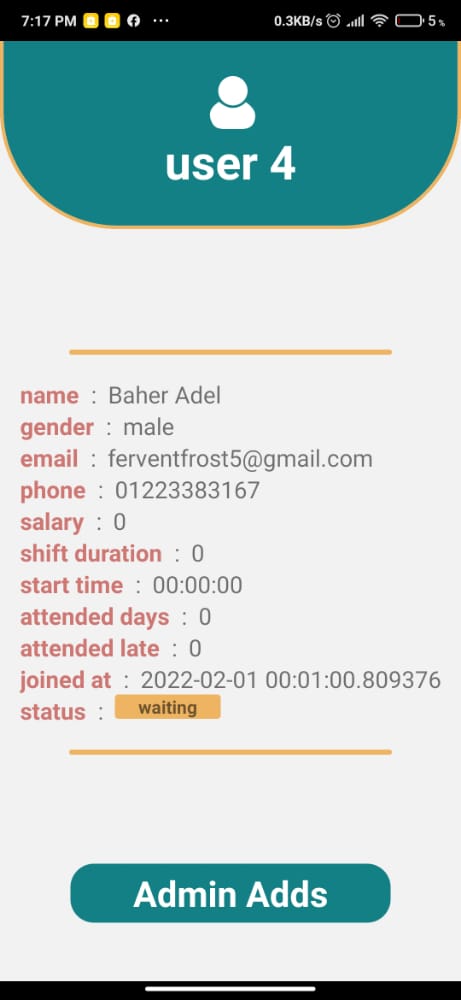 7:17 PM ... 0.3KB/s 5%
user 4
name : Baher Adel
gender : male
email : ferventfrost5@gmail.com
phone : 01223383167
salary : 0
shift duration : 0
start time : 00:00:00
attended days : 0
attended late : 0
joined at : 2022-02-01 00:01:00.809376
status : waiting
Admin Adds